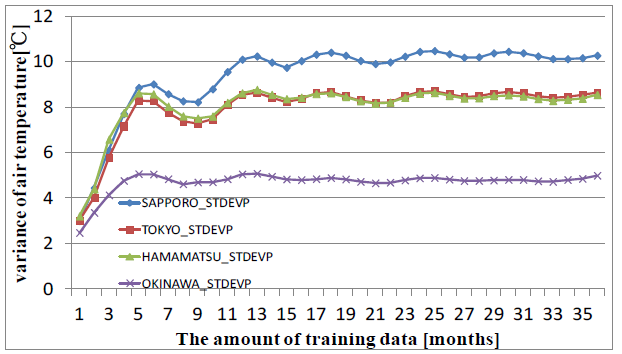 variance of air temperature[℃]
12
10
8
6
4
2
0
SAPPORO_STDEVP
TOKYO_STDEVP
HAMAMATSU_STDEVP
OKINAWA_STDEVP
1 3 5 7 9 11 13 15 17 19 21 23 25 27 29 31 33 35
The amount of training data [months]